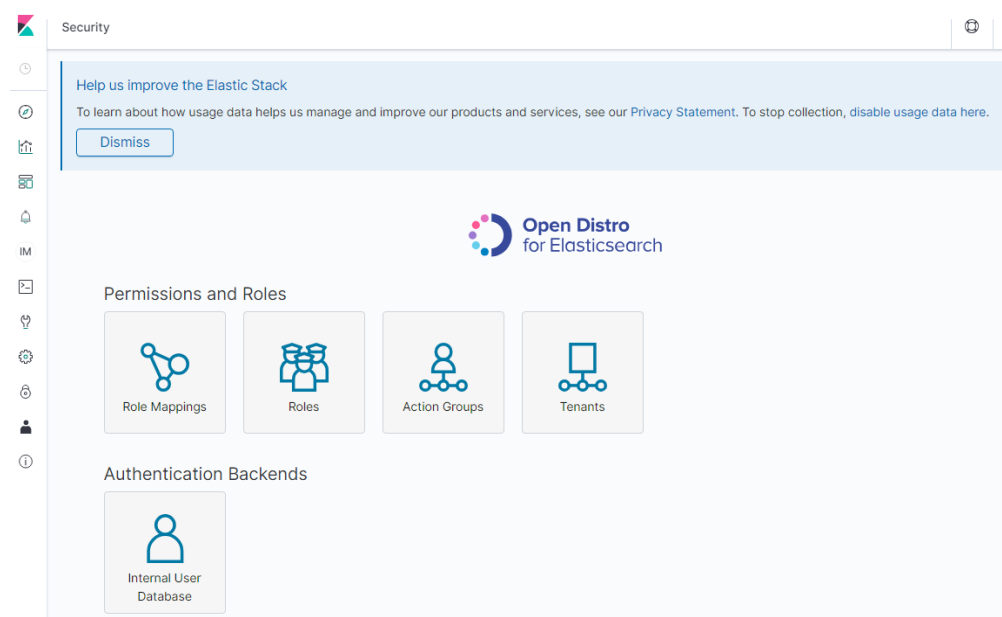 Security
Help us improve the Elastic Stack
To learn about how usage data helps us manage and improve our products and services, see our Privacy Statement. To stop collection, disable usage data here.
Dismiss
Open Distro
for Elasticsearch
IM
Permissions and Roles
Role Mappings
Roles
Action Groups
Tenants
Authentication Backends
Internal User
Database